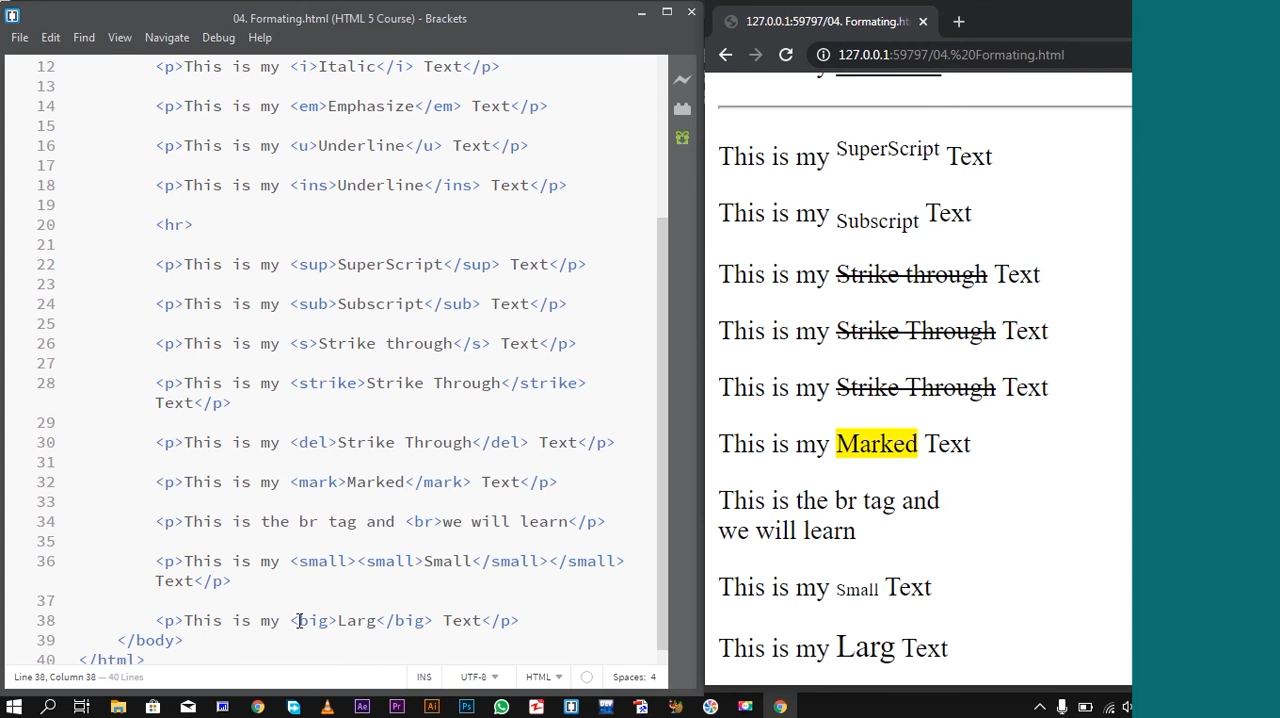 04. Formating.html (HTML 5 Course) - Brackets
File Edit Find View Navigate Debug Help
12 <p>This is my <i>Italic</i> Text</p>
13
14 <p>This is my <em>Emphasize</em> Text</p>
15
16 <p>This is my <u>Underline</u> Text</p>
17
18 <p>This is my <ins>Underline</ins> Text</p>
19
20 <hr>
21
22 <p>This is my <sup>SuperScript</sup> Text</p>
23
24 <p>This is my <sub>Subscript</sub> Text</p>
25
26 <p>This is my <s>Strike through</s> Text</p>
27
28 <p>This is my <strike>Strike Through</strike>
Text</p>
29
30 <p>This is my <del>Strike Through</del> Text</p>
31
32 <p>This is my <mark>Marked</mark> Text</p>
33
34 <p>This is the br tag and <br>we will learn</p>
35
36 <p>This is my <small><small>Small</small></small>
Text</p>
37
38 <p>This is my <big>Larg</big> Text</p>
39 </body>
40 </html>
Line 38, Column 38 — 40 Lines
INS UTF-8 HTML Spaces: 4
127.0.0.1:59797/04. Formating.ht
127.0.0.1:59797/04.%20Formating.html
This is my SuperScript Text
This is my Subscript Text
This is my Strike through Text
This is my Strike Through Text
This is my Strike Through Text
This is my Marked Text
This is the br tag and
we will learn
This is my Small Text
This is my Larg Text
Ae Pr Ai Ps